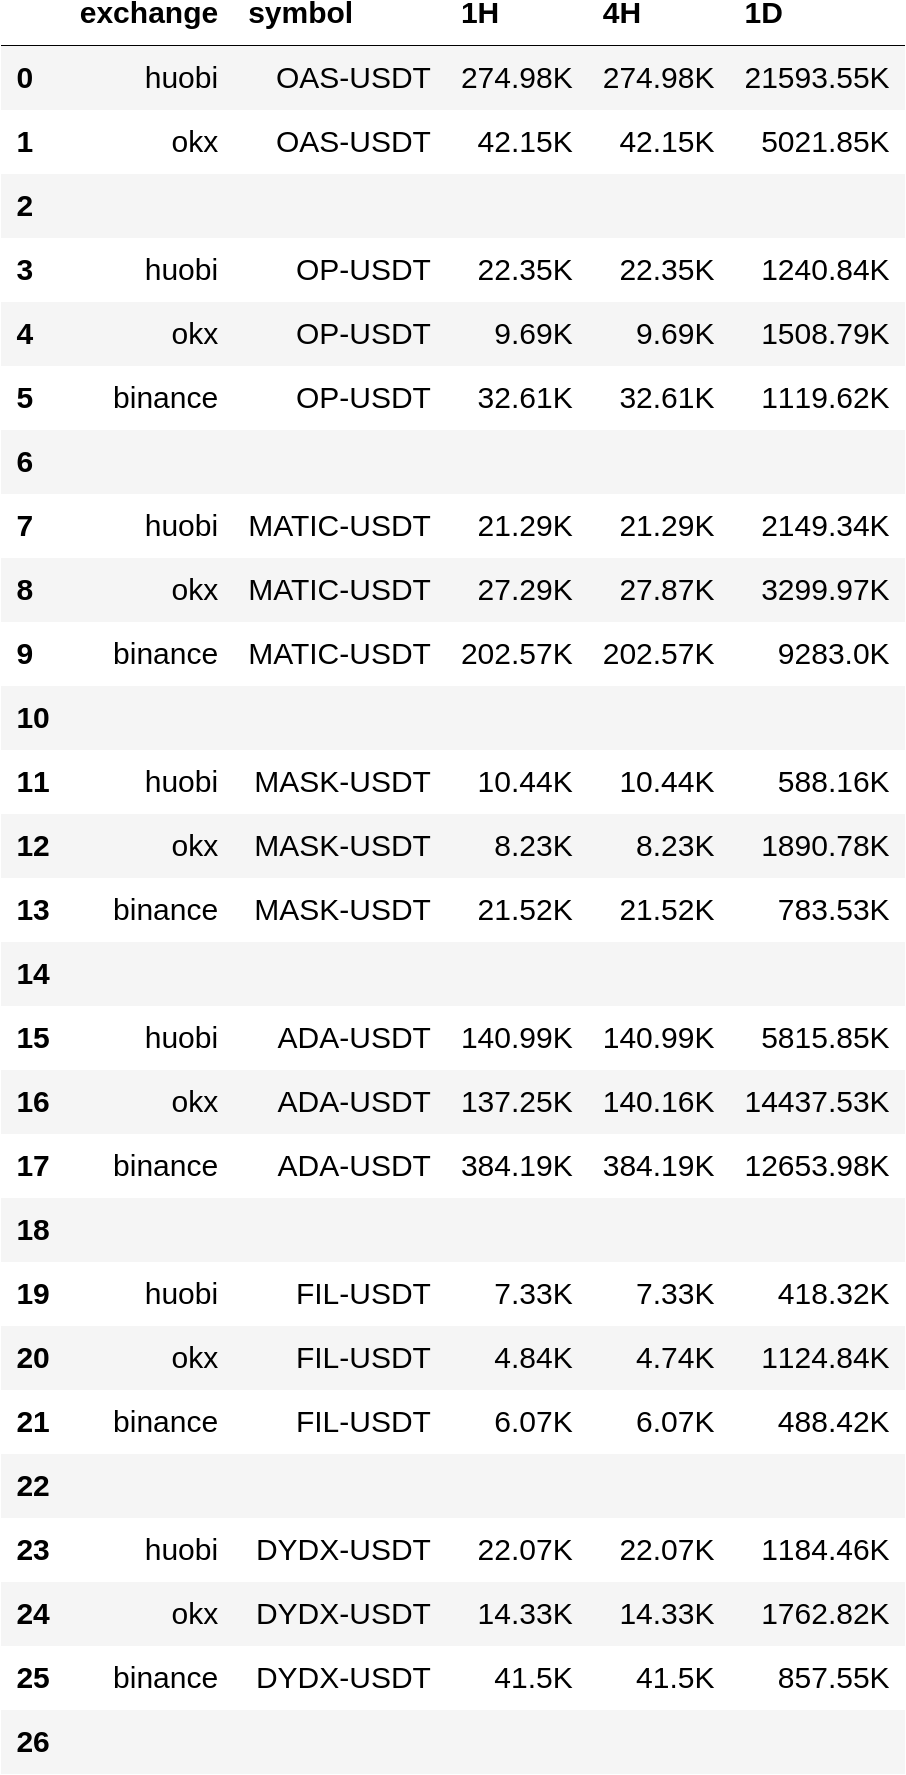 exchange symbol 1H 4H 1D
0 huobi OAS-USDT 274.98K 274.98K 21593.55K
1 okx OAS-USDT 42.15K 42.15K 5021.85K
2
3 huobi OP-USDT 22.35K 22.35K 1240.84K
4 okx OP-USDT 9.69K 9.69K 1508.79K
5 binance OP-USDT 32.61K 32.61K 1119.62K
6
7 huobi MATIC-USDT 21.29K 21.29K 2149.34K
8 okx MATIC-USDT 27.29K 27.87K 3299.97K
9 binance MATIC-USDT 202.57K 202.57K 9283.0K
10
11 huobi MASK-USDT 10.44K 10.44K 588.16K
12 okx MASK-USDT 8.23K 8.23K 1890.78K
13 binance MASK-USDT 21.52K 21.52K 783.53K
14
15 huobi ADA-USDT 140.99K 140.99K 5815.85K
16 okx ADA-USDT 137.25K 140.16K 14437.53K
17 binance ADA-USDT 384.19K 384.19K 12653.98K
18
19 huobi FIL-USDT 7.33K 7.33K 418.32K
20 okx FIL-USDT 4.84K 4.74K 1124.84K
21 binance FIL-USDT 6.07K 6.07K 488.42K
22
23 huobi DYDX-USDT 22.07K 22.07K 1184.46K
24 okx DYDX-USDT 14.33K 14.33K 1762.82K
25 binance DYDX-USDT 41.5K 41.5K 857.55K
26